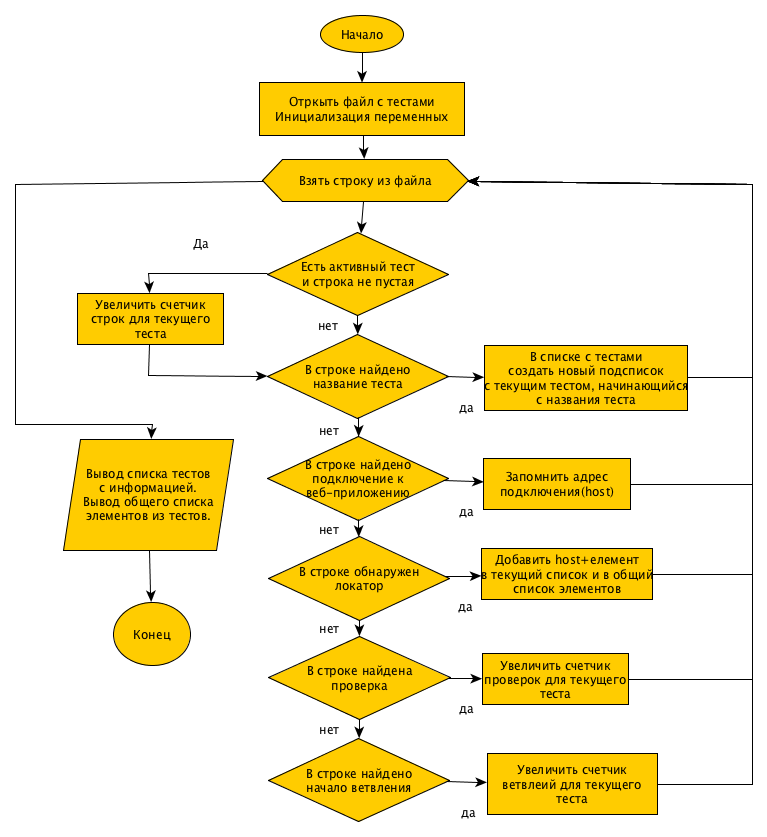 Начало
Отркыть файл с тестами
Инициализация переменных
Взять строку из файла
Да
Есть активный тест
и строка не пустая
Увеличить счетчик
строк для текущего
теста
нет
В строке найдено
название теста
В списке с тестами
создать новый подсписок
с текущим тестом, начинающийся
с названия теста
да
нет
Вывод списка тестов
с информацией.
Вывод общего списка
элементов из тестов.
В строке найдено
подключение к
веб-приложению
Запомнить адрес
подключения(host)
да
нет
В строке обнаружен
локатор
Добавить host+елемент
в текущий список и в общий
список элементов
да
Конец
нет
В строке найдена
проверка
Увеличить счетчик
проверок для текущего
теста
да
нет
В строке найдено
начало ветвления
Увеличить счетчик
ветвлеий для текущего
теста
да